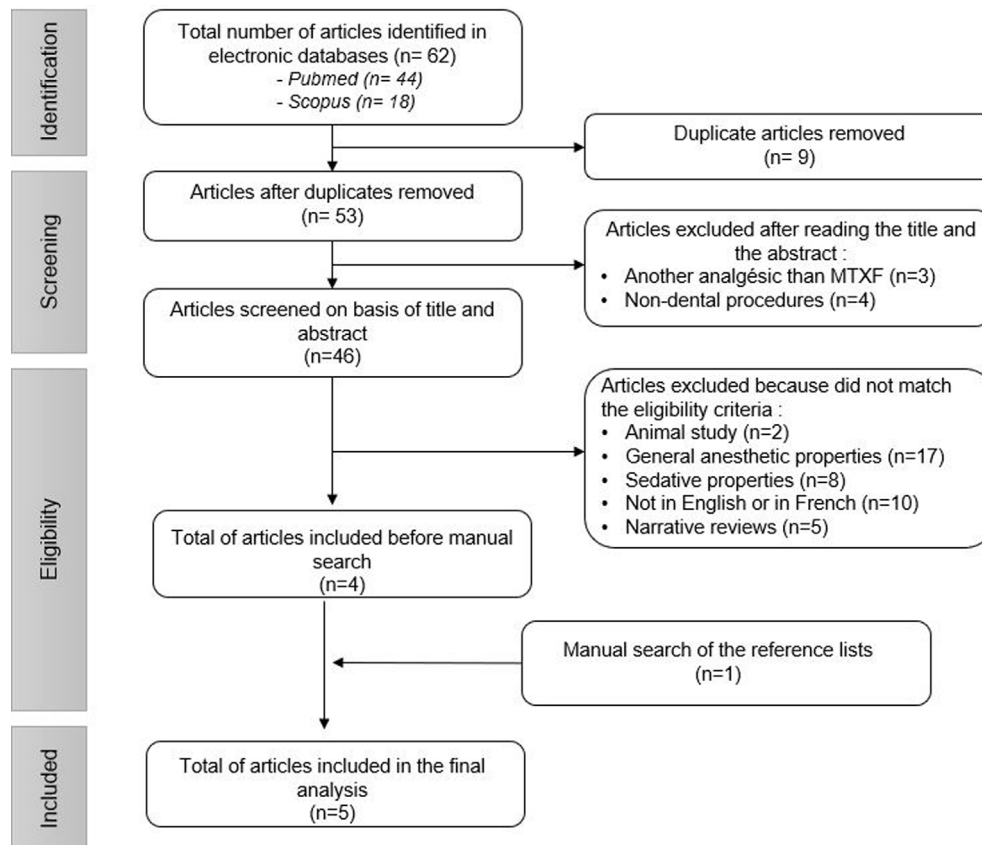 Identification
Total number of articles identified in
electronic databases (n= 62)
- Pubmed (n= 44)
- Scopus (n= 18)
Duplicate articles removed
(n= 9)
Screening
Articles after duplicates removed
(n= 53)
Articles excluded after reading the title and
the abstract :
• Another analgésic than MTXF (n=3)
• Non-dental procedures (n=4)
Articles screened on basis of title and
abstract
(n=46)
Eligibility
Articles excluded because did not match
the eligibility criteria :
• Animal study (n=2)
• General anesthetic properties (n=17)
• Sedative properties (n=8)
• Not in English or in French (n=10)
• Narrative reviews (n=5)
Total of articles included before manual
search
(n=4)
Manual search of the reference lists
(n=1)
Included
Total of articles included in the final
analysis
(n=5)